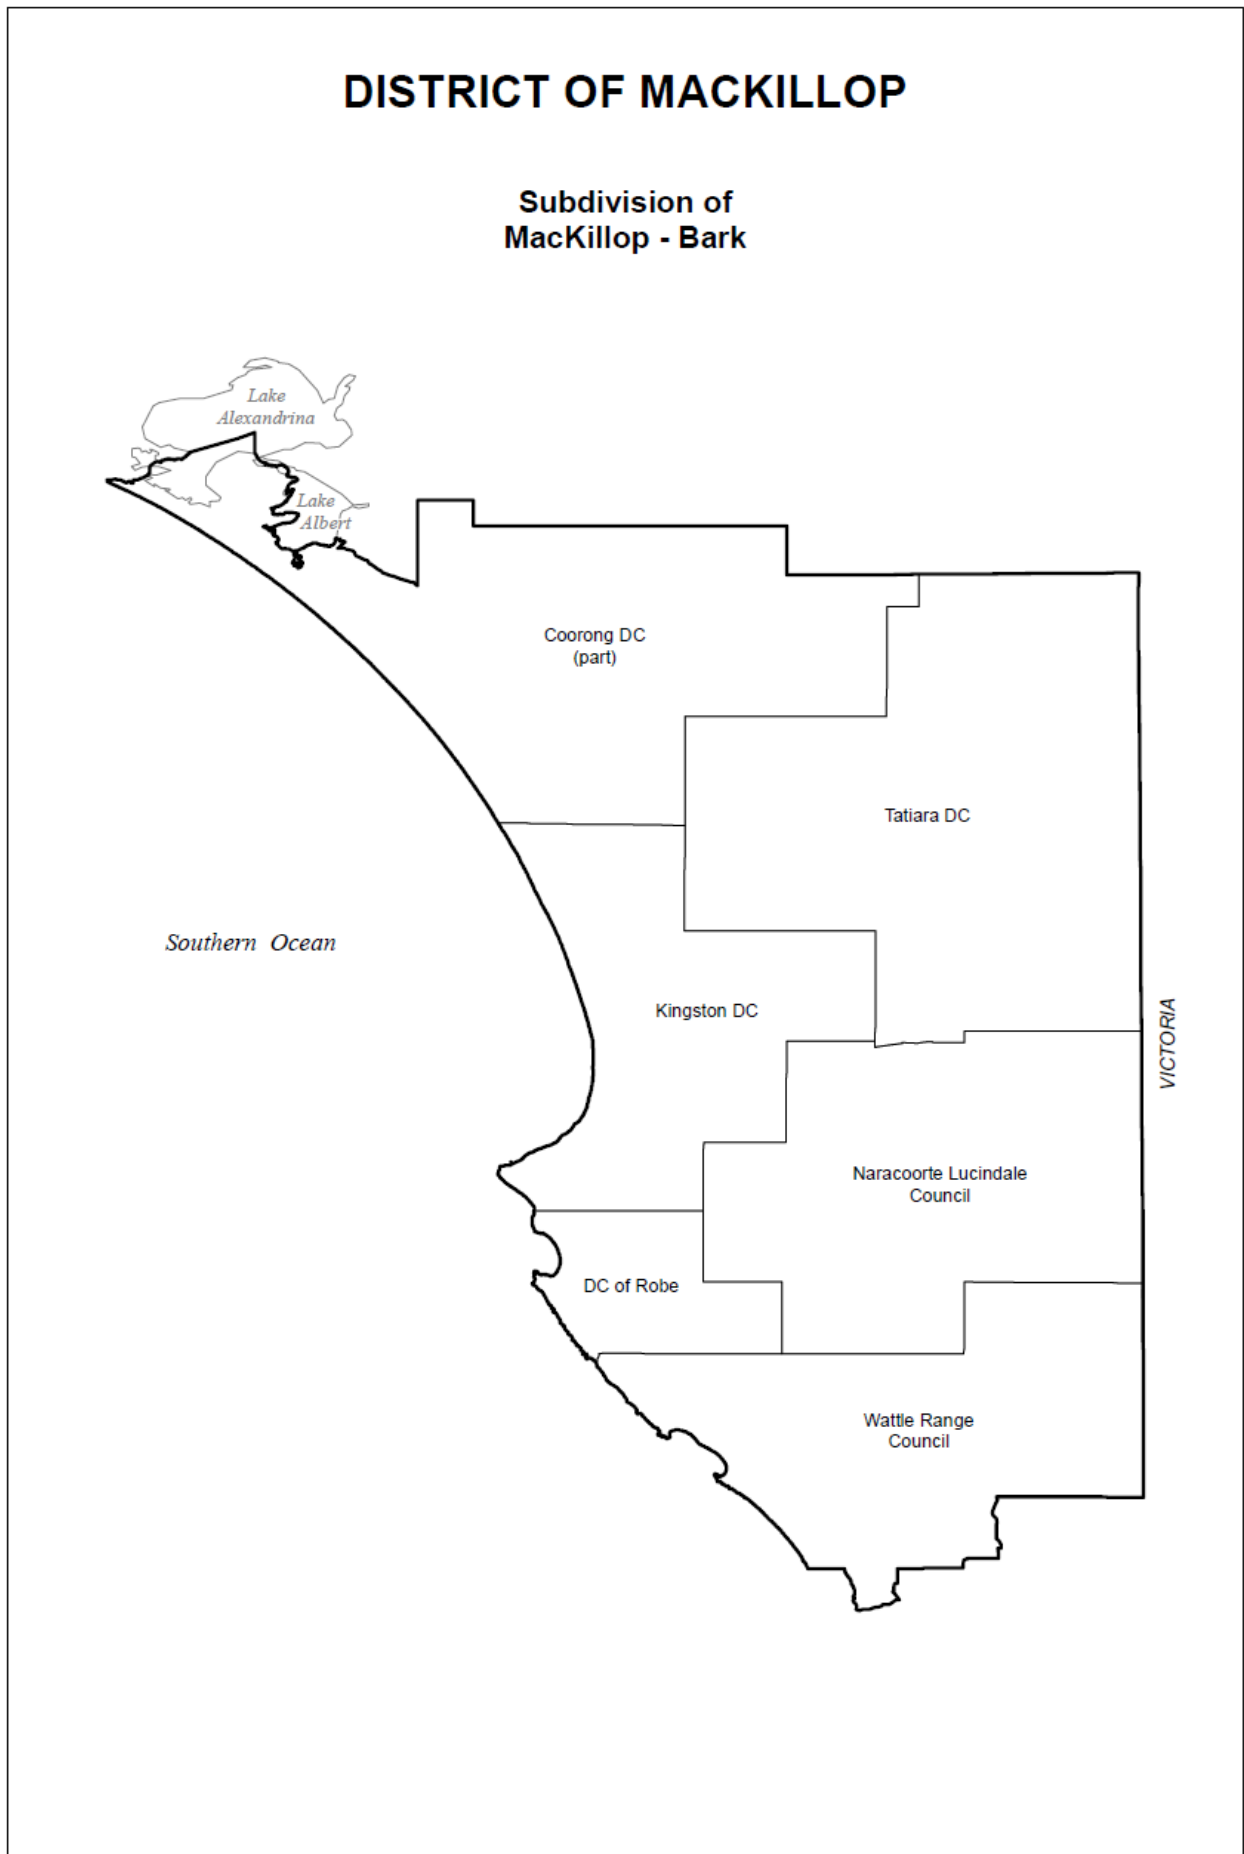 DISTRICT OF MACKILLOP
Subdivision of
MacKillop - Bark
Lake
Alexandrina
Lake
Albert
Coorong DC
(part)
Tatiara DC
Southern Ocean
Kingston DC
VICTORIA
Naracoorte Lucindale
Council
DC of Robe
Wattle Range
Council